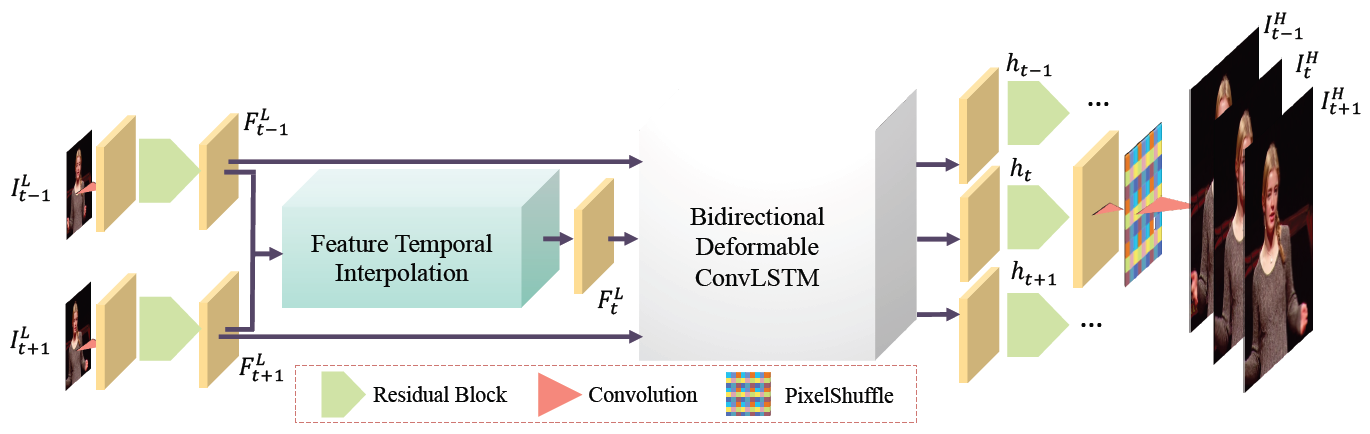 I_{t-1}^{L}
F_{t-1}^{L}
Feature Temporal
Interpolation
F_{t}^{L}
I_{t+1}^{L}
F_{t+1}^{L}
Bidirectional
Deformable
ConvLSTM
h_{t-1}
...
h_{t}
h_{t+1}
...
I_{t-1}^{H}
I_{t}^{H}
I_{t+1}^{H}
Residual Block
Convolution
PixelShuffle